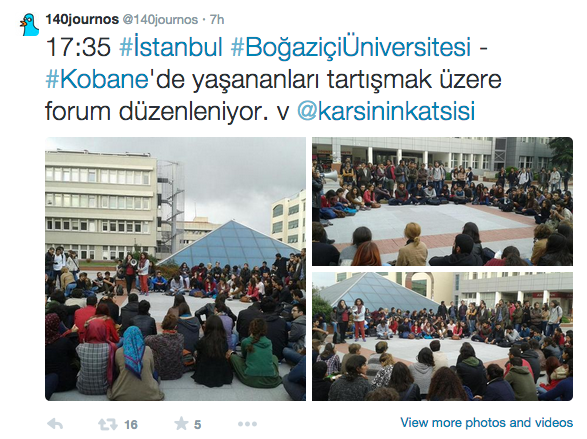 140journos @140journos · 7h
17:35 #İstanbul #BoğaziçiÜniversitesi -
#Kobane'de yaşananları tartışmak üzere
forum düzenleniyor. v @karsininkatsisi
16
5
View more photos and videos